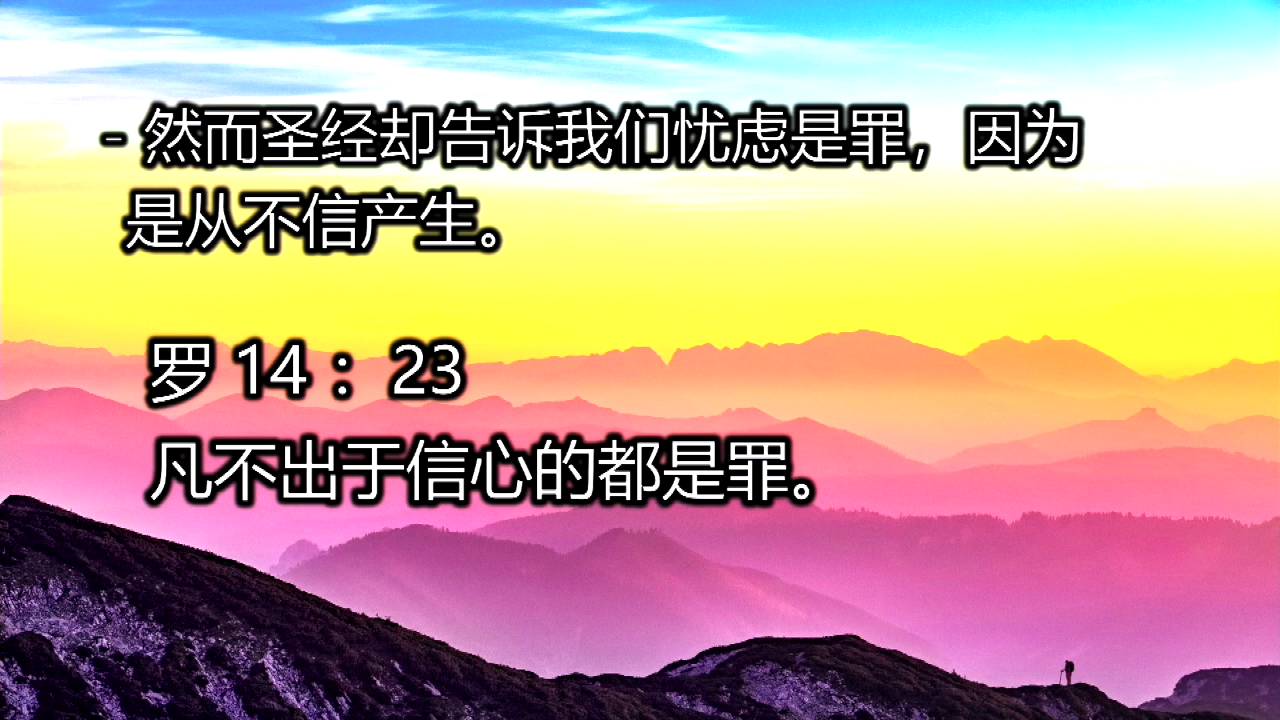 - 然而圣经却告诉我们忧虑是罪，因为
是从不信产生。
罗 14 ：23
凡不出于信心的都是罪。